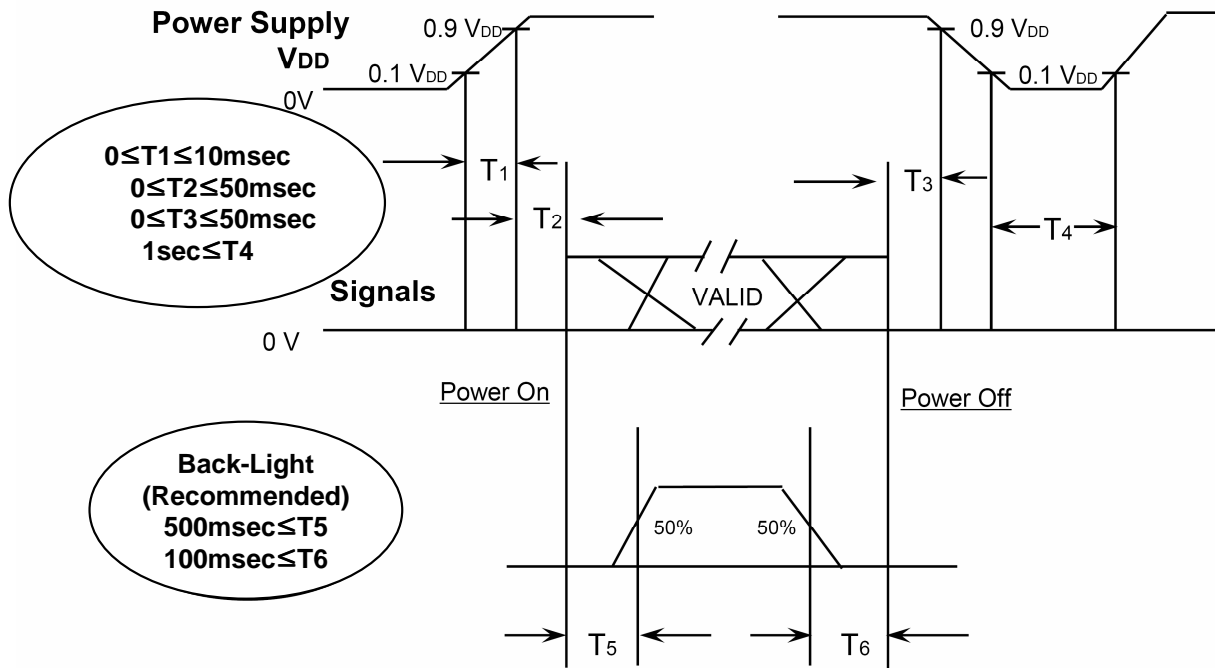 Power Supply
VDD
0.9 VDD
0.1 VDD
0V
0.9 VDD
0.1 VDD
0≤T1≤10msec
0≤T2≤50msec
0≤T3≤50msec
1sec≤T4
T1
T2
T3
T4
Signals
VALID
0 V
Power On
Power Off
Back-Light
(Recommended)
500msec≤T5
100msec≤T6
50%
50%
T5
T6